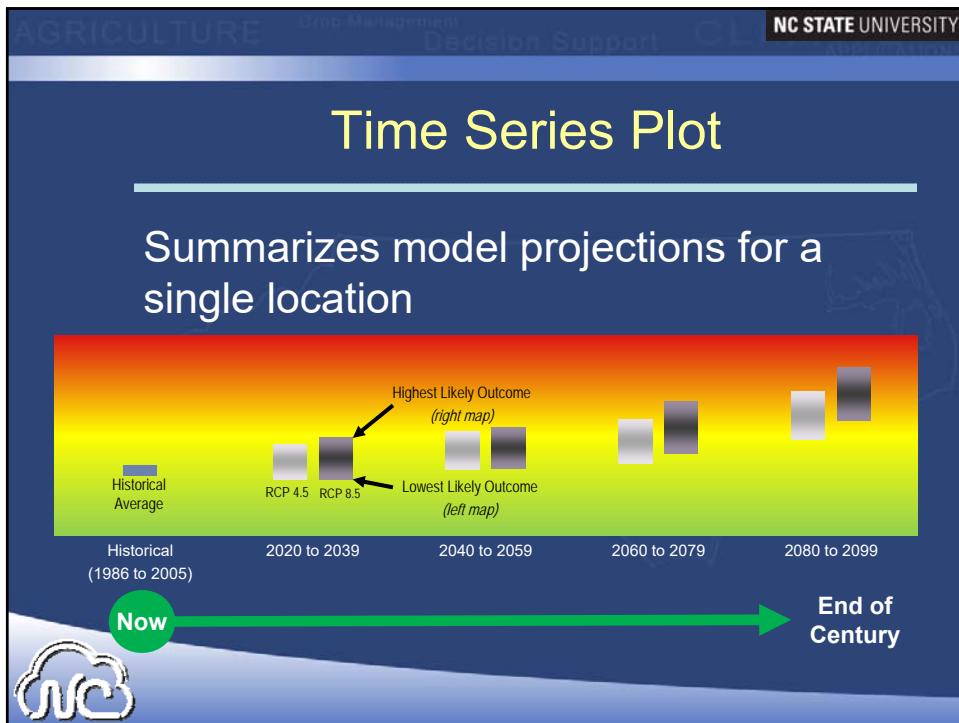 AGRICULTURE
Crop Management
Decision Support
NC STATE UNIVERSITY
Time Series Plot
Summarizes model projections for a
single location
Highest Likely Outcome
(right map)
Historical
Average
RCP 4.5 RCP 8.5
Lowest Likely Outcome
(left map)
Historical
(1986 to 2005)
2020 to 2039
2040 to 2059
2060 to 2079
2080 to 2099
Now
End of
Century
NC